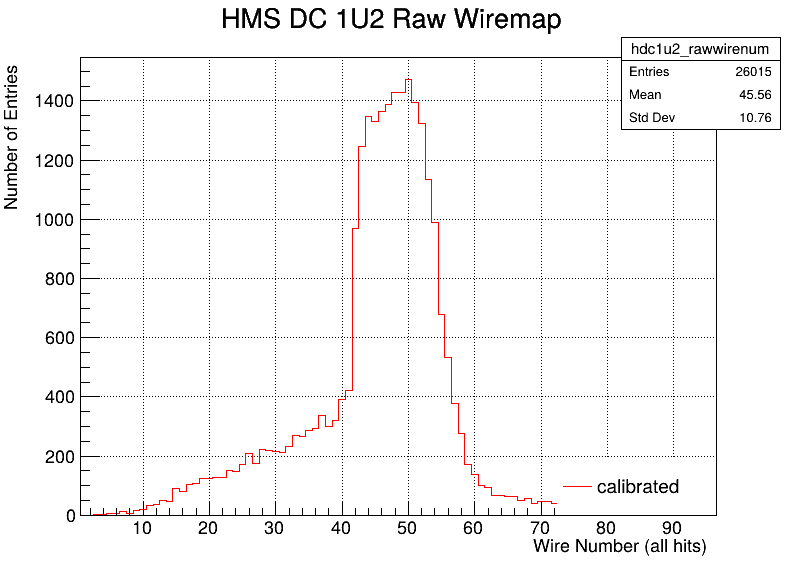 HMS DC 1U2 Raw Wiremap
hdc1u2_rawwirenum
Entries 26015
Mean 45.56
Std Dev 10.76
Number of Entries
1400
1200
1000
800
600
400
200
0
calibrated
10 20 30 40 50 60 70 80 90
Wire Number (all hits)